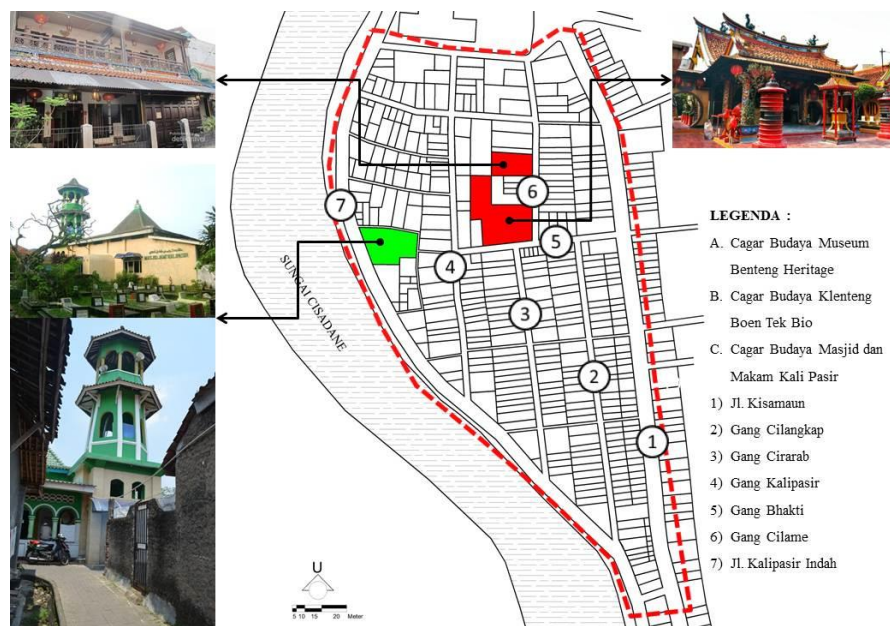 7
4
6
5
3
2
1
SUNGAI CISADANE
U
5 10 15 20 Meter
LEGENDA :
A. Cagar Budaya Museum
Benteng Heritage
B. Cagar Budaya Klenteng
Boen Tek Bio
C. Cagar Budaya Masjid dan
Makam Kali Pasir
1) Jl. Kisamaun
2) Gang Cilangkap
3) Gang Cirarab
4) Gang Kalipasir
5) Gang Bhakti
6) Gang Cilame
7) Jl. Kalipasir Indah